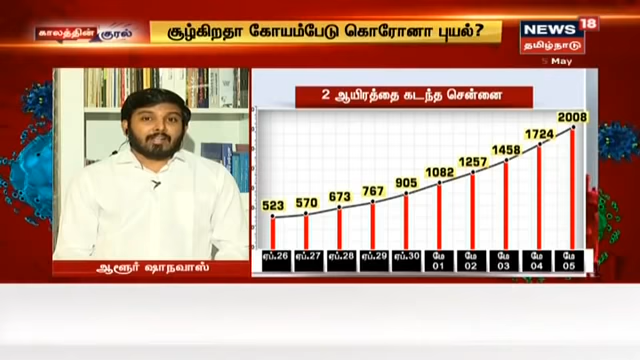 காலத்தின் குரல்
சூழ்கிறதா கோயம்பேடு கொரோனா புயல்?
NEWS 18
தமிழ்நாடு
5 May
2 ஆயிரத்தை கடந்த சென்னை
523 570 673 767 905 1082 1257 1458 1724 2008
ஏப்.26 ஏப்.27 ஏப்.28 ஏப்.29 ஏப்.30 மே 01 மே 02 மே 03 மே 04 மே 05
ஆளூர் ஷாநவாஸ்